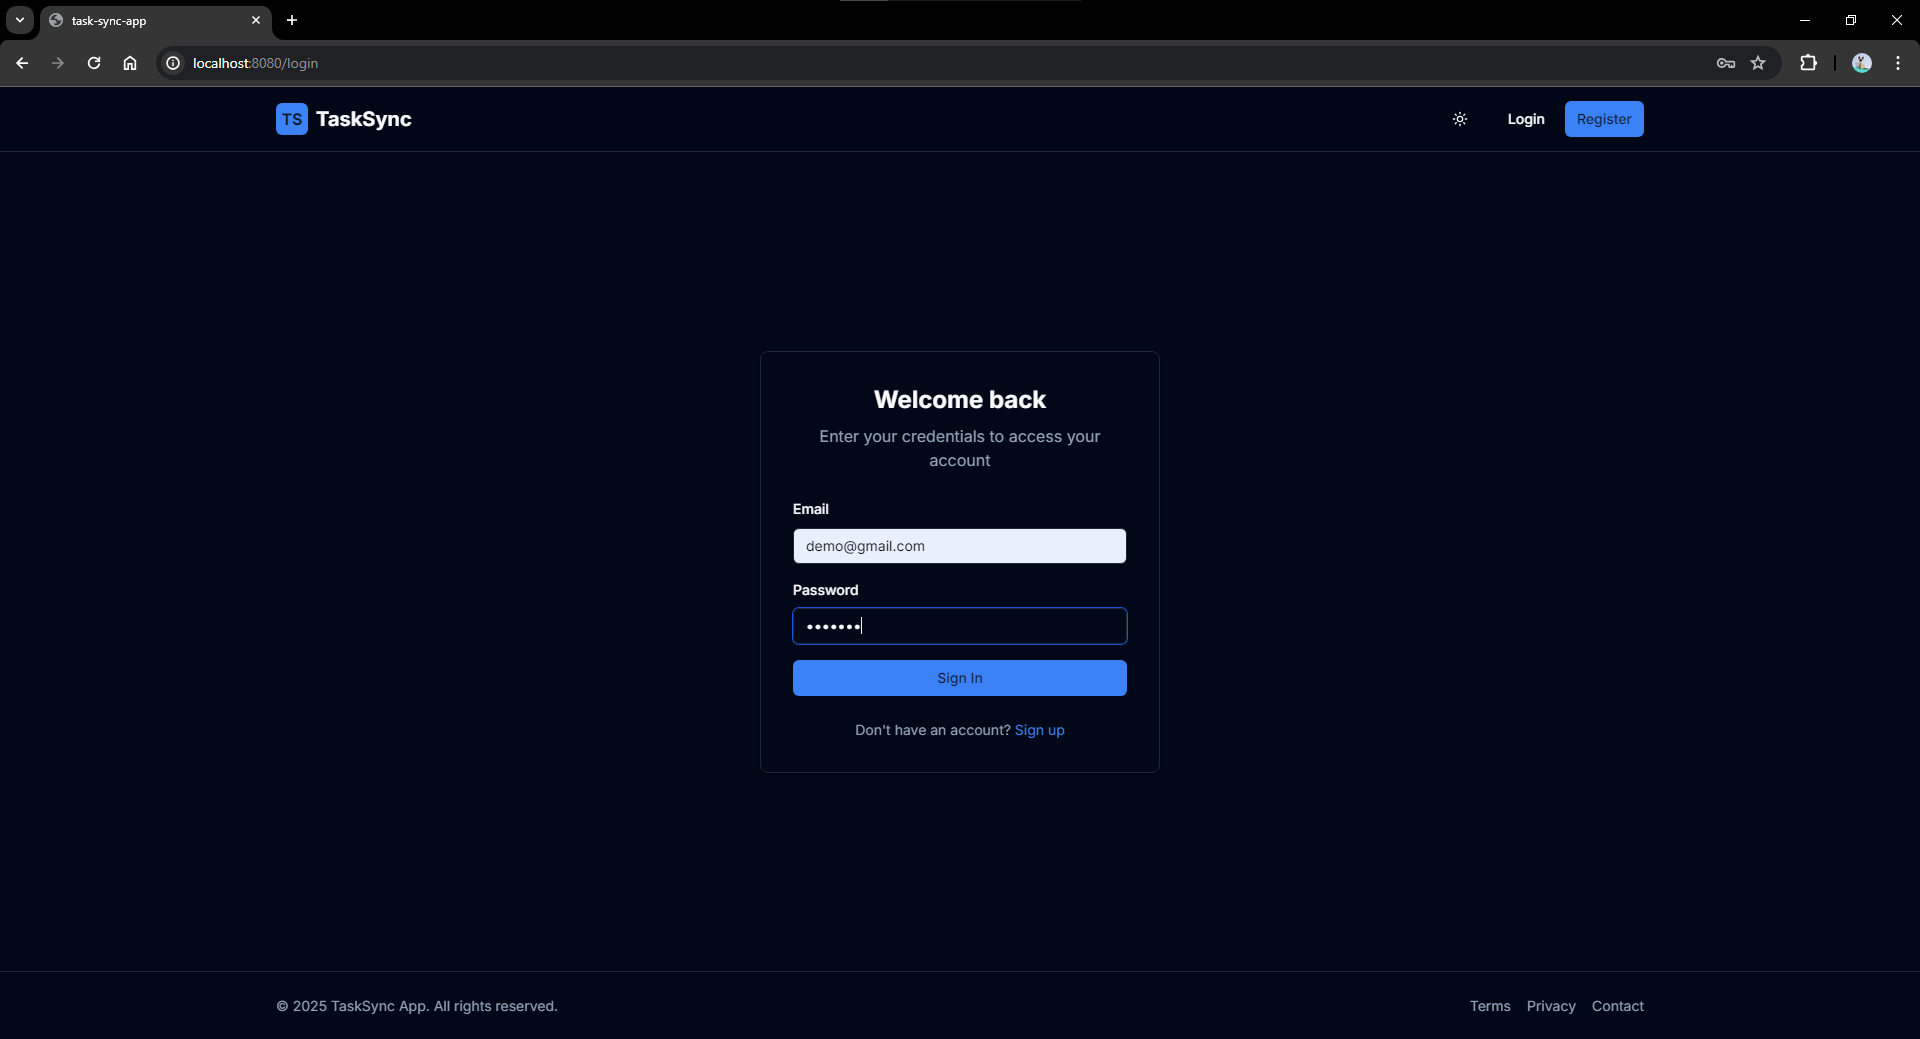 task-sync-app
localhost:8080/login
TS TaskSync
Login
Register
Welcome back
Enter your credentials to access your
account
Email
demo@gmail.com
Password
•••••••
Sign In
Don't have an account? Sign up
© 2025 TaskSync App. All rights reserved.
Terms Privacy Contact